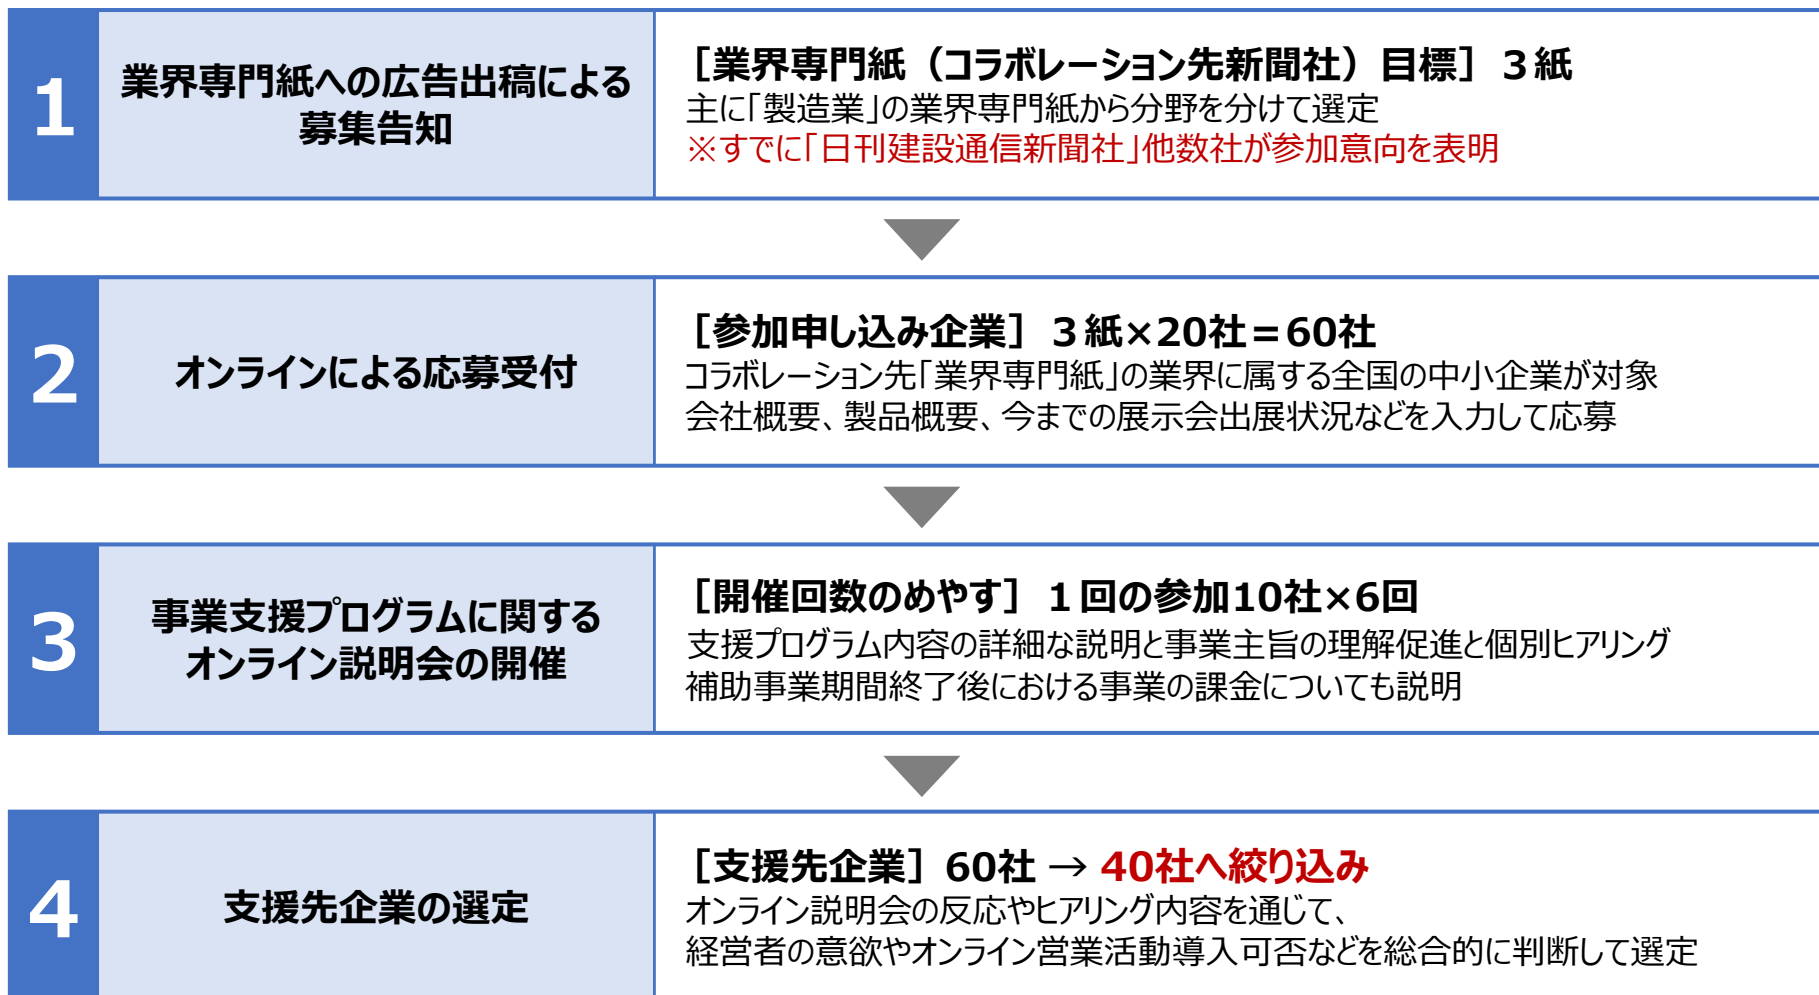 1
業界専門紙への広告出稿による
募集告知
［業界専門紙（コラボレーション先新聞社）目標］３紙
主に「製造業」の業界専門紙から分野を分けて選定
※すでに「日刊建設通信新聞社」他数社が参加意向を表明
2
オンラインによる応募受付
［参加申し込み企業］３紙×20社＝60社
コラボレーション先「業界専門紙」の業界に属する全国の中小企業が対象
会社概要、製品概要、今までの展示会出展状況などを入力して応募
3
事業支援プログラムに関する
オンライン説明会の開催
［開催回数のめやす］１回の参加10社×6回
支援プログラム内容の詳細な説明と事業主旨の理解促進と個別ヒアリング
補助事業期間終了後における事業の課金についても説明
4
支援先企業の選定
［支援先企業］60社 → 40社へ絞り込み
オンライン説明会の反応やヒアリング内容を通じて、
経営者の意欲やオンライン営業活動導入可否などを総合的に判断して選定